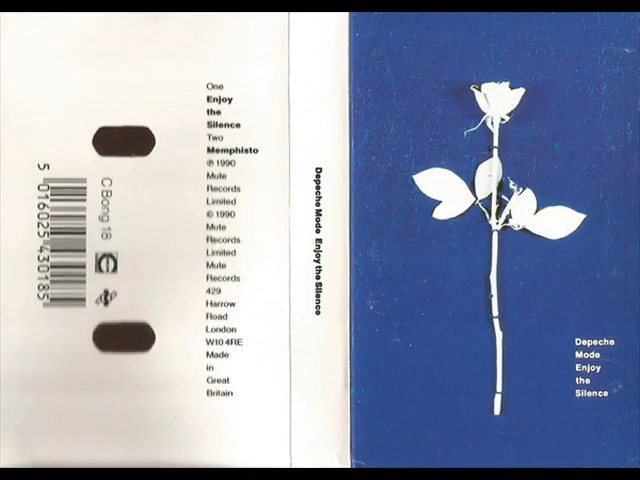 One
Enjoy
the
Silence
Two
Memphisto
℗ 1990
Mute
Records
Limited
© 1990
Mute
Records
Limited
Mute
Records
429
Harrow
Road
London
W10 4RE
Made
in
Great
Britain
C Bong 18
5 016025 430185
Depeche Mode Enjoy the Silence
Depeche
Mode
Enjoy
the
Silence